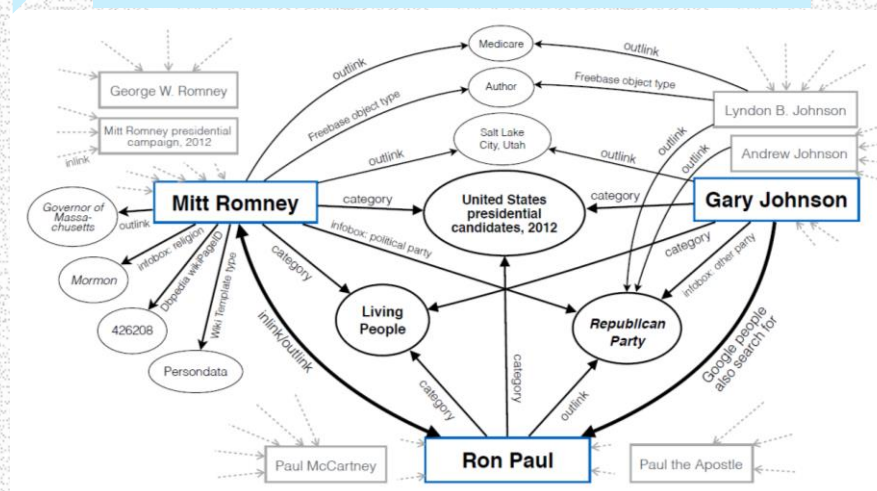 Medicare
outlink
outlink
George W. Romney
Author
Freebase object type
Freebase object type
Lyndon B. Johnson
Mitt Romney presidential
campaign, 2012
Salt Lake
City, Utah
outlink
outlink
Andrew Johnson
inlink
outlink
outlink
Mitt Romney
category
United States
presidential
candidates, 2012
category
Gary Johnson
Governor of
Massa-
chusetts
outlink
infobox: religion
infobox: political party
category
infobox: other party
Mormon
Dbpedia wikiPageID
Wiki Template type
category
Living
People
Republican
Party
426208
inlink/outlink
category
Google people
also search for
Persondata
category
outlink
Paul McCartney
Ron Paul
Paul the Apostle